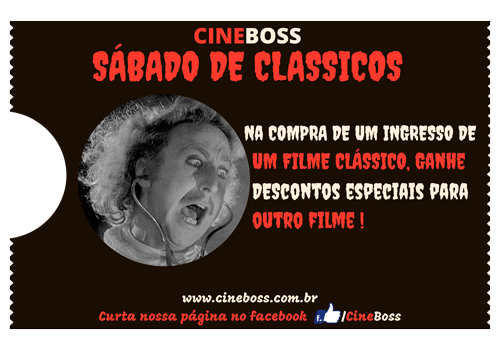 CINEBOSS
SÁBADO DE CLASSICOS
NA COMPRA DE UM INGRESSO DE
UM FILME CLÁSSICO, GANHE
DESCONTOS ESPECIAIS PARA
OUTRO FILME !
www.cineboss.com.br
Curta nossa página no facebook f /CineBoss